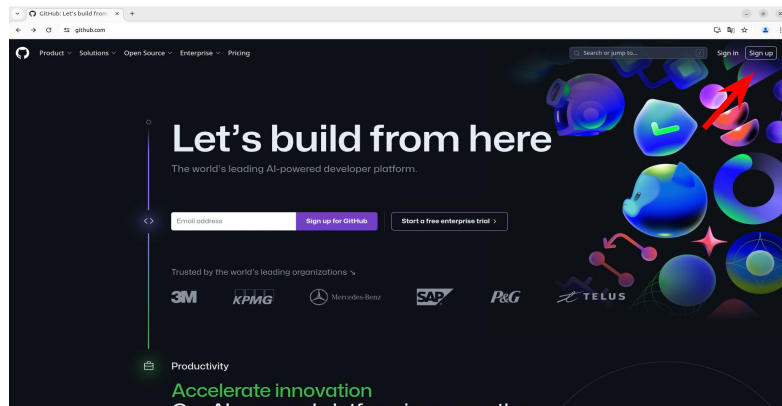 GitHub: Let's build from
github.com
Product Solutions Open Source Enterprise Pricing
Search or jump to... /
Sign in Sign up
Let's build from here
The world's leading AI-powered developer platform.
Email address Sign up for GitHub Start a free enterprise trial >
Trusted by the world's leading organizations ↘
3M KPMG Mercedes-Benz SAP P&G TELUS
Productivity
Accelerate innovation